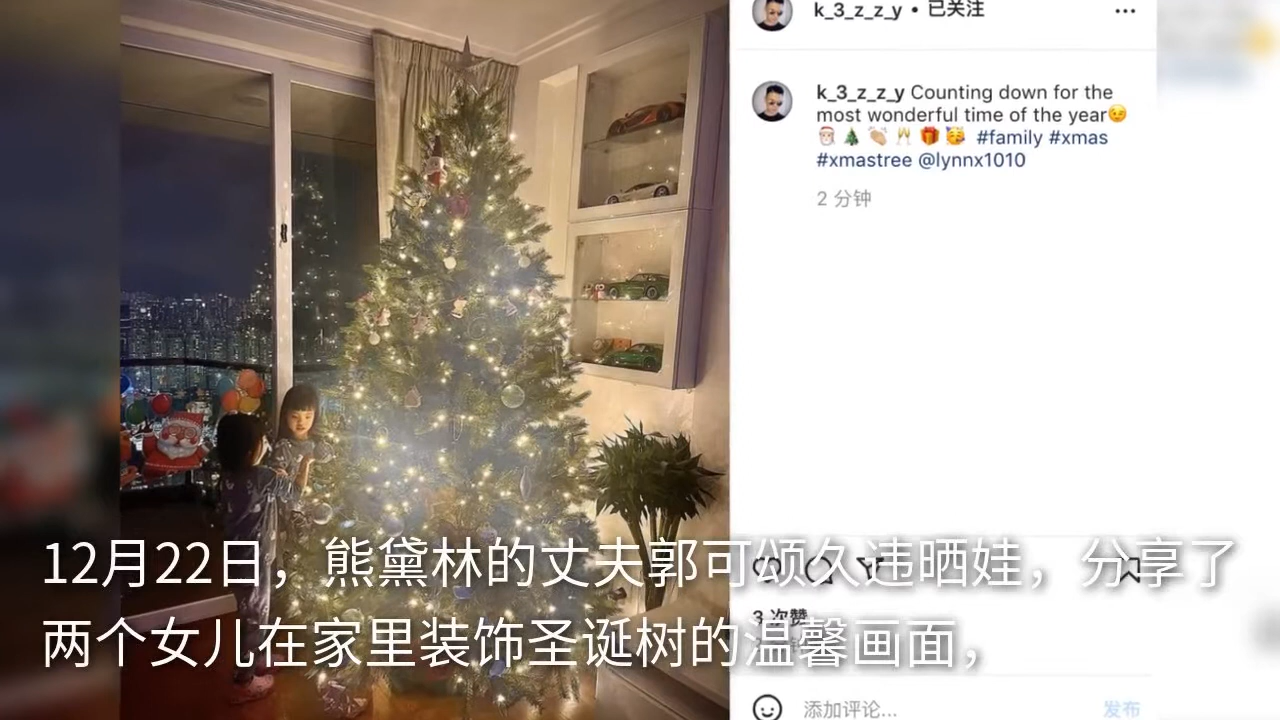 k_3_z_z_y • 已关注
k_3_z_z_y Counting down for the
most wonderful time of the year😉
🎅🎄👏🥂🎁🥳 #family #xmas
#xmastree @lynnx1010
2 分钟
12月22日，熊黛林的丈夫郭可颂久违晒娃，分享了
3 次赞
两个女儿在家里装饰圣诞树的温馨画面，
添加评论...
发布